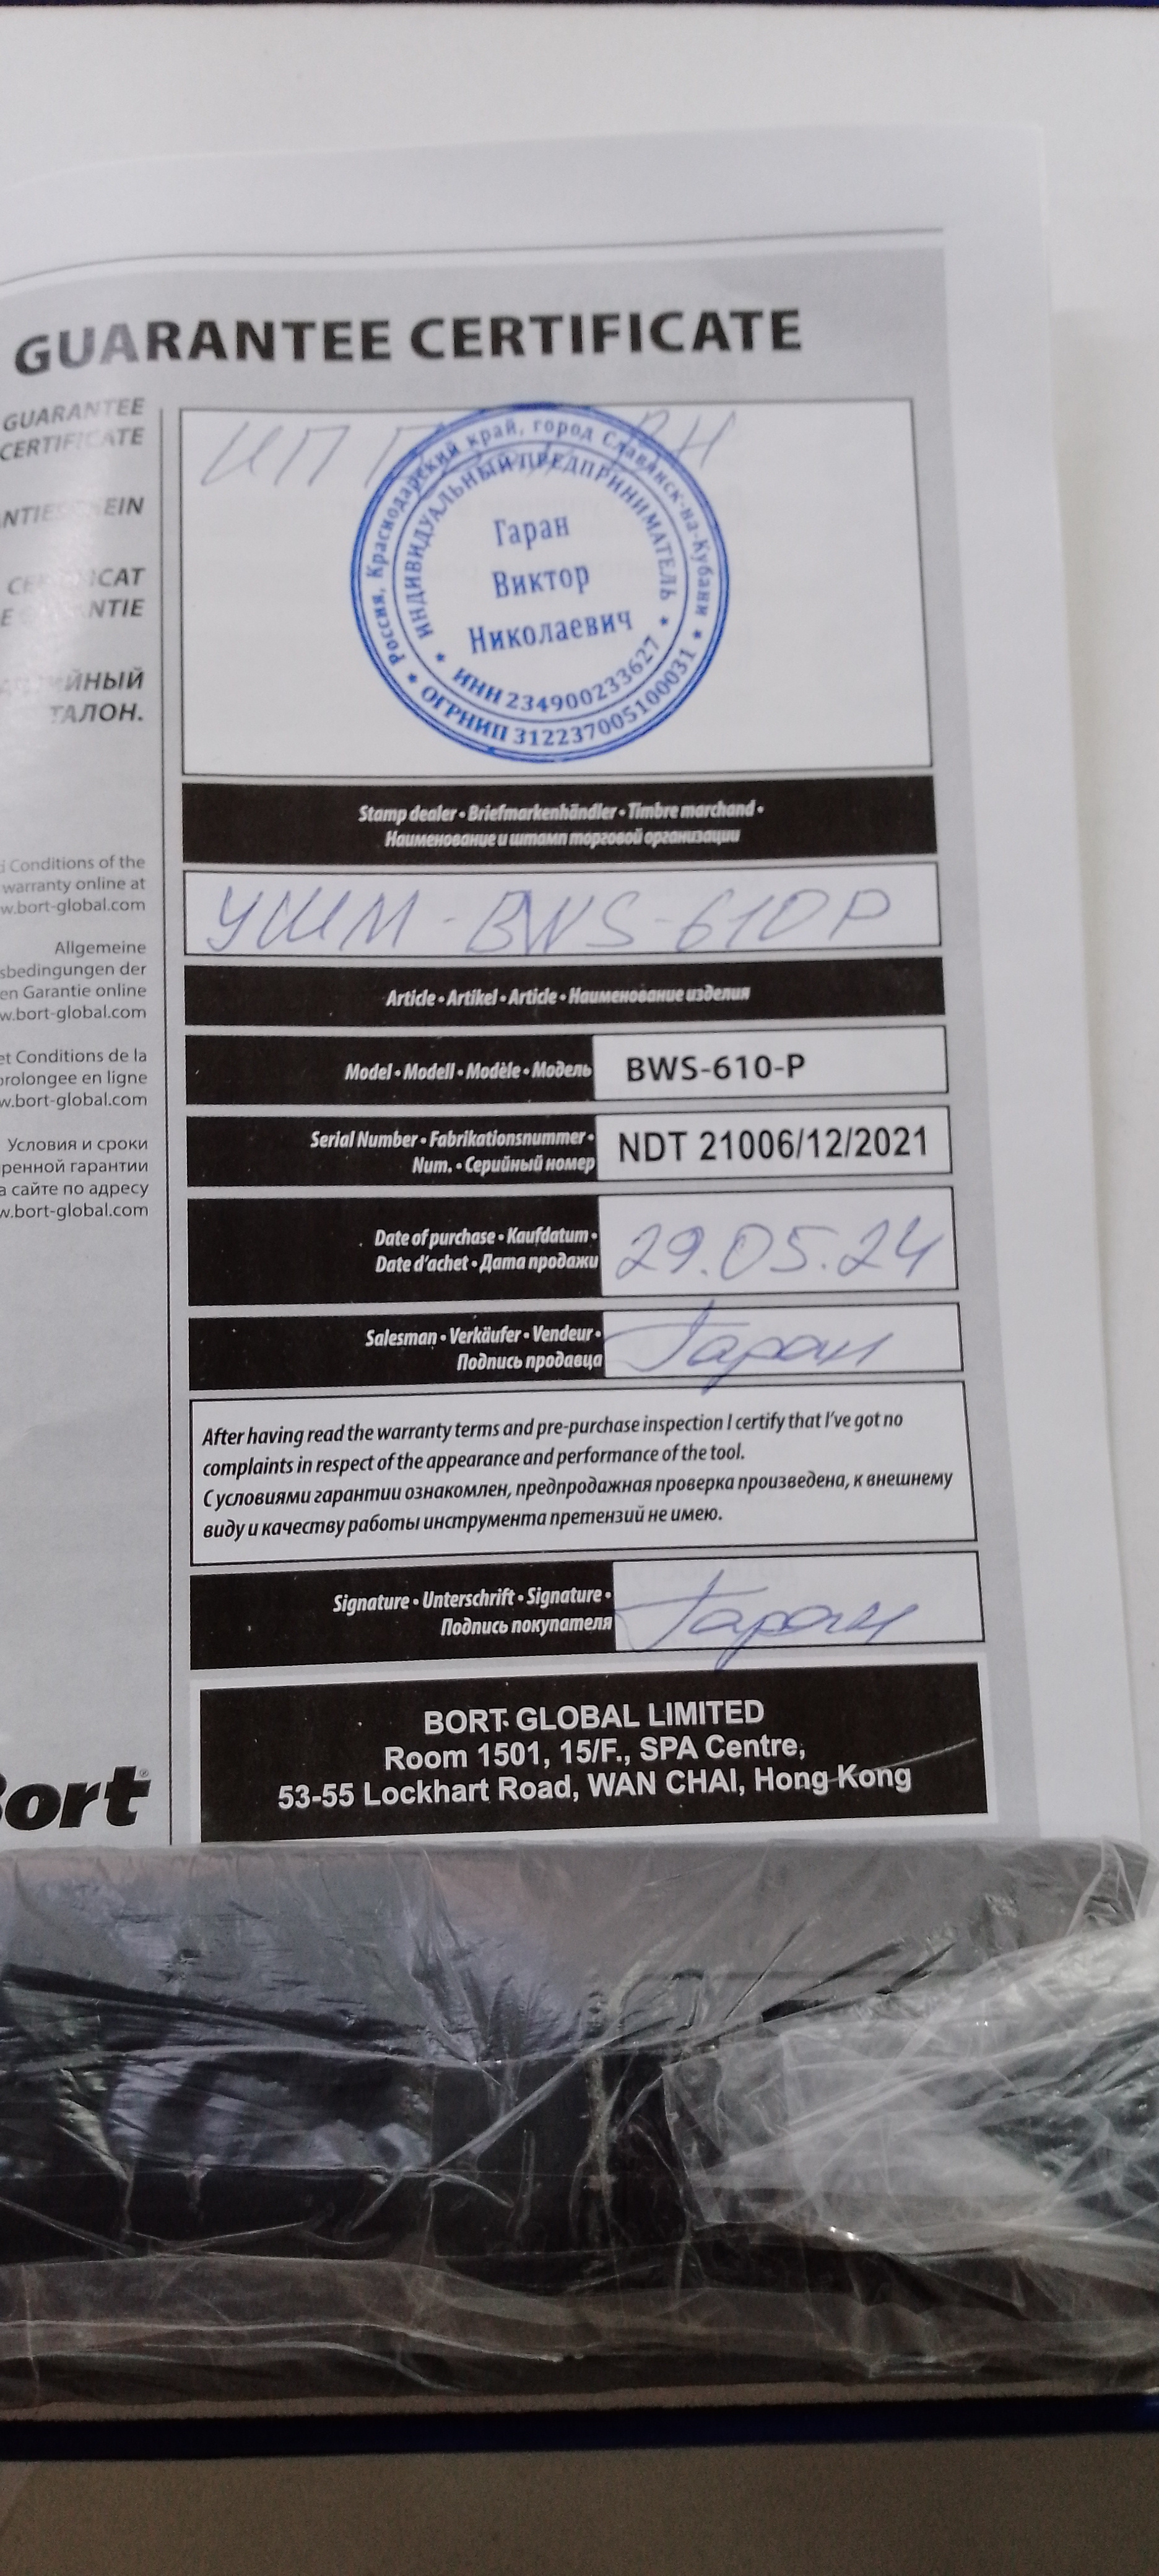 GUARANTEE CERTIFICATE
GUARANTEE
CERTIFICATE
CERTIFICAT
ТАЛОН.
Conditions of the
warranty online at
w.bort-global.com
Allgemeine
sbedingungen der
en Garantie online
w.bort-global.com
et Conditions de la
prolongee en ligne
w.bort-global.com
Условия и сроки
ренной гарантии
а сайте по адресу
w.bort-global.com
Bort®
ИП
Россия, Краснодарский край, город Славянск-на-Кубани
ИНДИВИДУАЛЬНЫЙ ПРЕДПРИНИМАТЕЛЬ
Гаран
Виктор
Николаевич
ИНН 234900233627
ОГРНИП 312237005100031
Stamp dealer • Briefmarkenhändler • Timbre marchand •
Наименование и штамп торговой организации
УШМ-BWS-610P
Article • Artikel • Article • Наименование изделия
Model • Modell • Modèle • Модель BWS-610-P
Serial Number • Fabrikationsnummer •
Num. • Серийный номер NDT 21006/12/2021
Date of purchase • Kaufdatum •
Date d'achet • Дата продажи 29.05.24
Salesman • Verkäufer • Vendeur •
Подпись продавца Гаран
After having read the warranty terms and pre-purchase inspection I certify that I've got no
complaints in respect of the appearance and performance of the tool.
С условиями гарантии ознакомлен, предпродажная проверка произведена, к внешнему
виду и качеству работы инструмента претензий не имею.
Signature • Unterschrift • Signature •
Подпись покупателя Гаран
BORT GLOBAL LIMITED
Room 1501, 15/F., SPA Centre,
53-55 Lockhart Road, WAN CHAI, Hong Kong